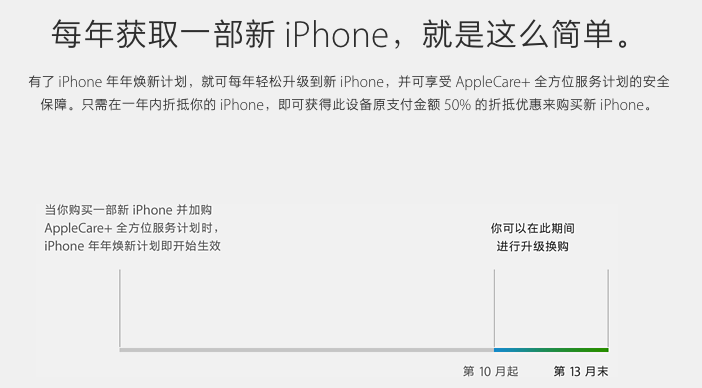 每年获取一部新 iPhone，就是这么简单。
有了 iPhone 年年焕新计划，就可每年轻松升级到新 iPhone，并可享受 AppleCare+ 全方位服务计划的安全
保障。只需在一年内折抵你的 iPhone，即可获得此设备原支付金额 50% 的折抵优惠来购买新 iPhone。
当你购买一部新 iPhone 并加购
AppleCare+ 全方位服务计划时，
iPhone 年年焕新计划即开始生效
你可以在此期间
进行升级换购
第 10 月起
第 13 月末